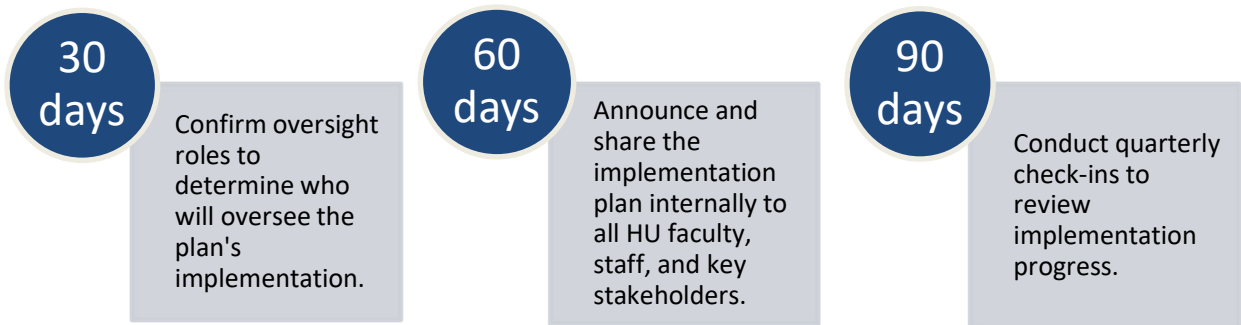 30
days
Confirm oversight
roles to
determine who
will oversee the
plan's
implementation.
60
days
Announce and
share the
implementation
plan internally to
all HU faculty,
staff, and key
stakeholders.
90
days
Conduct quarterly
check-ins to
review
implementation
progress.